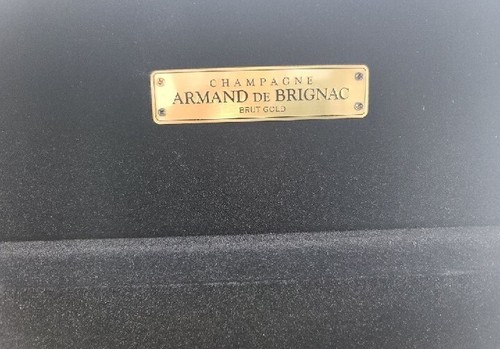 CHAMPAGNE
ARMAND DE BRIGNAC
BRUT GOLD